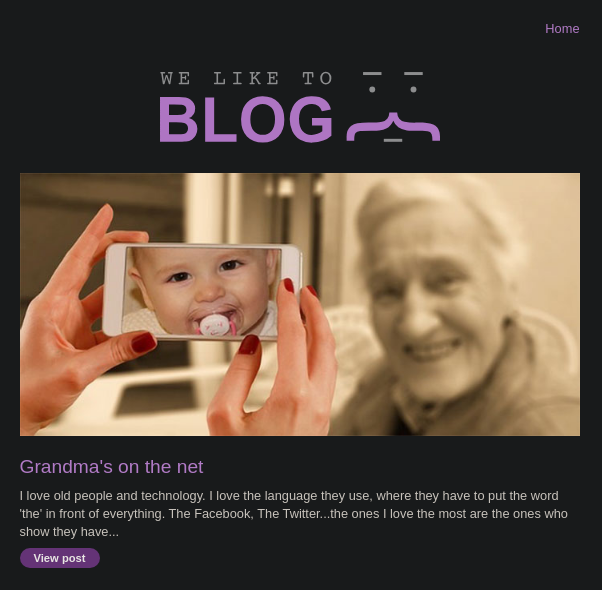 Home
WE LIKE TO
BLOG
Grandma's on the net
I love old people and technology. I love the language they use, where they have to put the word
'the' in front of everything. The Facebook, The Twitter...the ones I love the most are the ones who
show they have...
View post